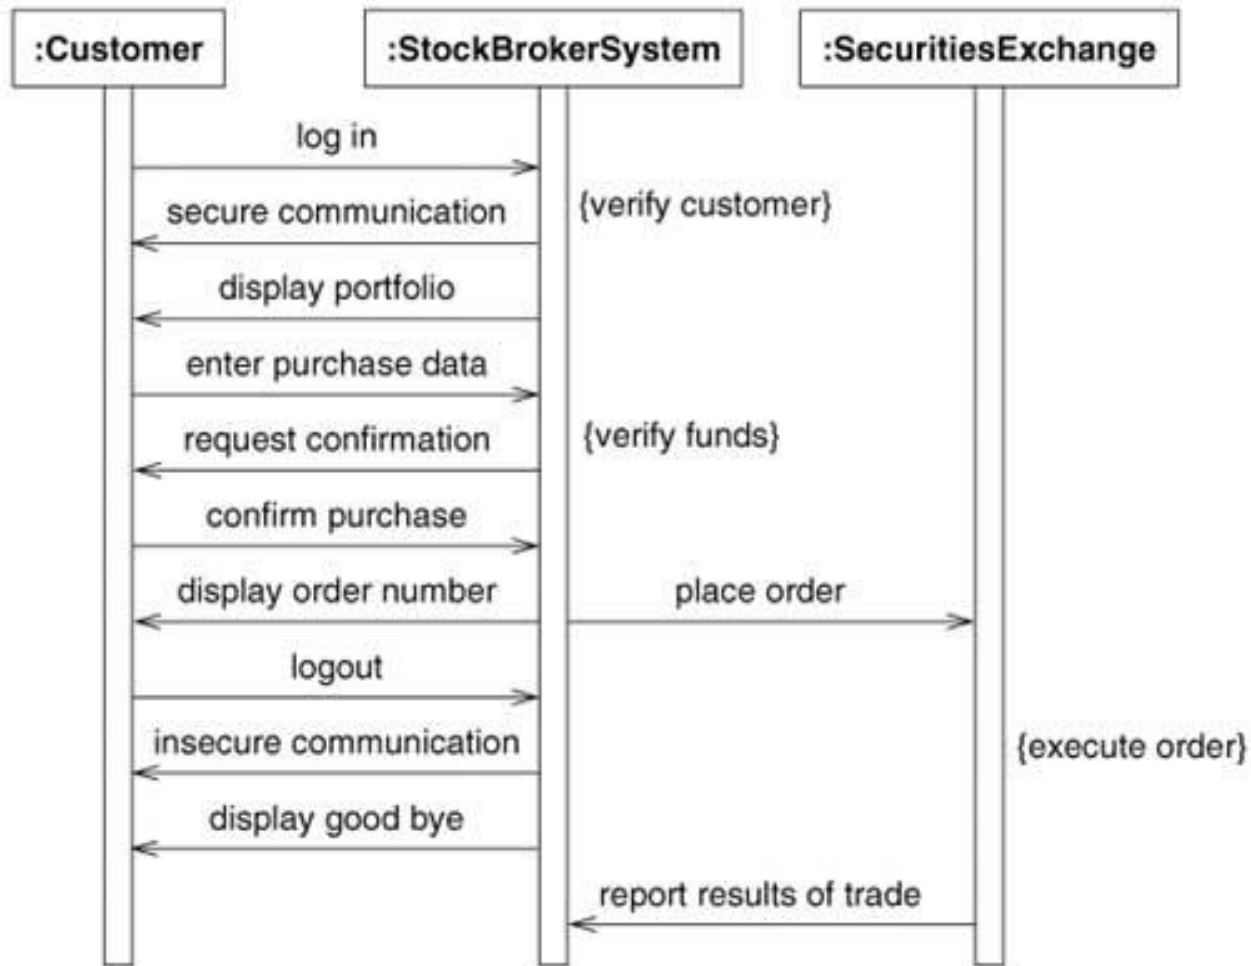 :Customer
:StockBrokerSystem
:SecuritiesExchange
log in
{verify customer}
secure communication
display portfolio
enter purchase data
{verify funds}
request confirmation
confirm purchase
display order number
place order
logout
insecure communication
{execute order}
display good bye
report results of trade